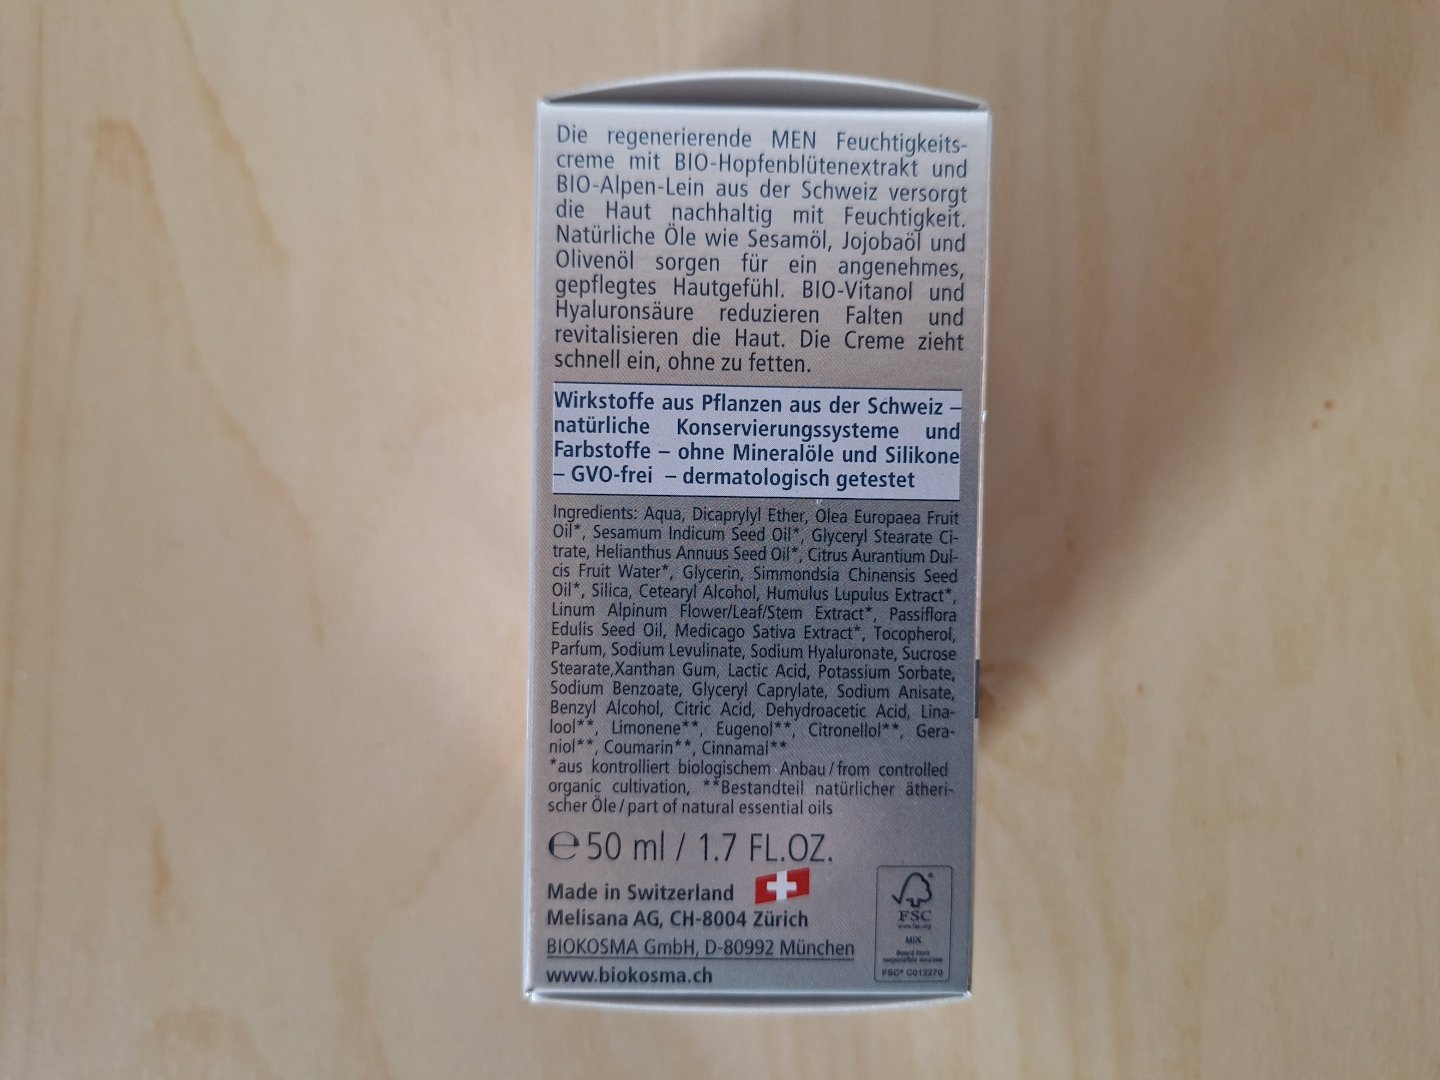 Die regenerierende MEN Feuchtigkeits-
creme mit BIO-Hopfenblütenextrakt und
BIO-Alpen-Lein aus der Schweiz versorgt
die Haut nachhaltig mit Feuchtigkeit.
Natürliche Öle wie Sesamöl, Jojobaöl und
Olivenöl sorgen für ein angenehmes,
gepflegtes Hautgefühl. BIO-Vitanol und
Hyaluronsäure reduzieren Falten und
revitalisieren die Haut. Die Creme zieht
schnell ein, ohne zu fetten.
Wirkstoffe aus Pflanzen aus der Schweiz –
natürliche Konservierungssysteme und
Farbstoffe – ohne Mineralöle und Silikone
– GVO-frei – dermatologisch getestet
Ingredients: Aqua, Dicaprylyl Ether, Olea Europaea Fruit
Oil*, Sesamum Indicum Seed Oil*, Glyceryl Stearate Ci-
trate, Helianthus Annuus Seed Oil*, Citrus Aurantium Dul-
cis Fruit Water*, Glycerin, Simmondsia Chinensis Seed
Oil*, Silica, Cetearyl Alcohol, Humulus Lupulus Extract*,
Linum Alpinum Flower/Leaf/Stem Extract*, Passiflora
Edulis Seed Oil, Medicago Sativa Extract*, Tocopherol,
Parfum, Sodium Levulinate, Sodium Hyaluronate, Sucrose
Stearate,Xanthan Gum, Lactic Acid, Potassium Sorbate,
Sodium Benzoate, Glyceryl Caprylate, Sodium Anisate,
Benzyl Alcohol, Citric Acid, Dehydroacetic Acid, Lina-
lool**, Limonene**, Eugenol**, Citronellol**, Gera-
niol**, Coumarin**, Cinnamal**
*aus kontrolliert biologischem Anbau/from controlled
organic cultivation, **Bestandteil natürlicher ätheri-
scher Öle/part of natural essential oils
℮ 50 ml / 1.7 FL.OZ.
Made in Switzerland
Melisana AG, CH-8004 Zürich
BIOKOSMA GmbH, D-80992 München
www.biokosma.ch
FSC
www.fsc.org
MIX
Board from
responsible sources
FSC® C012270